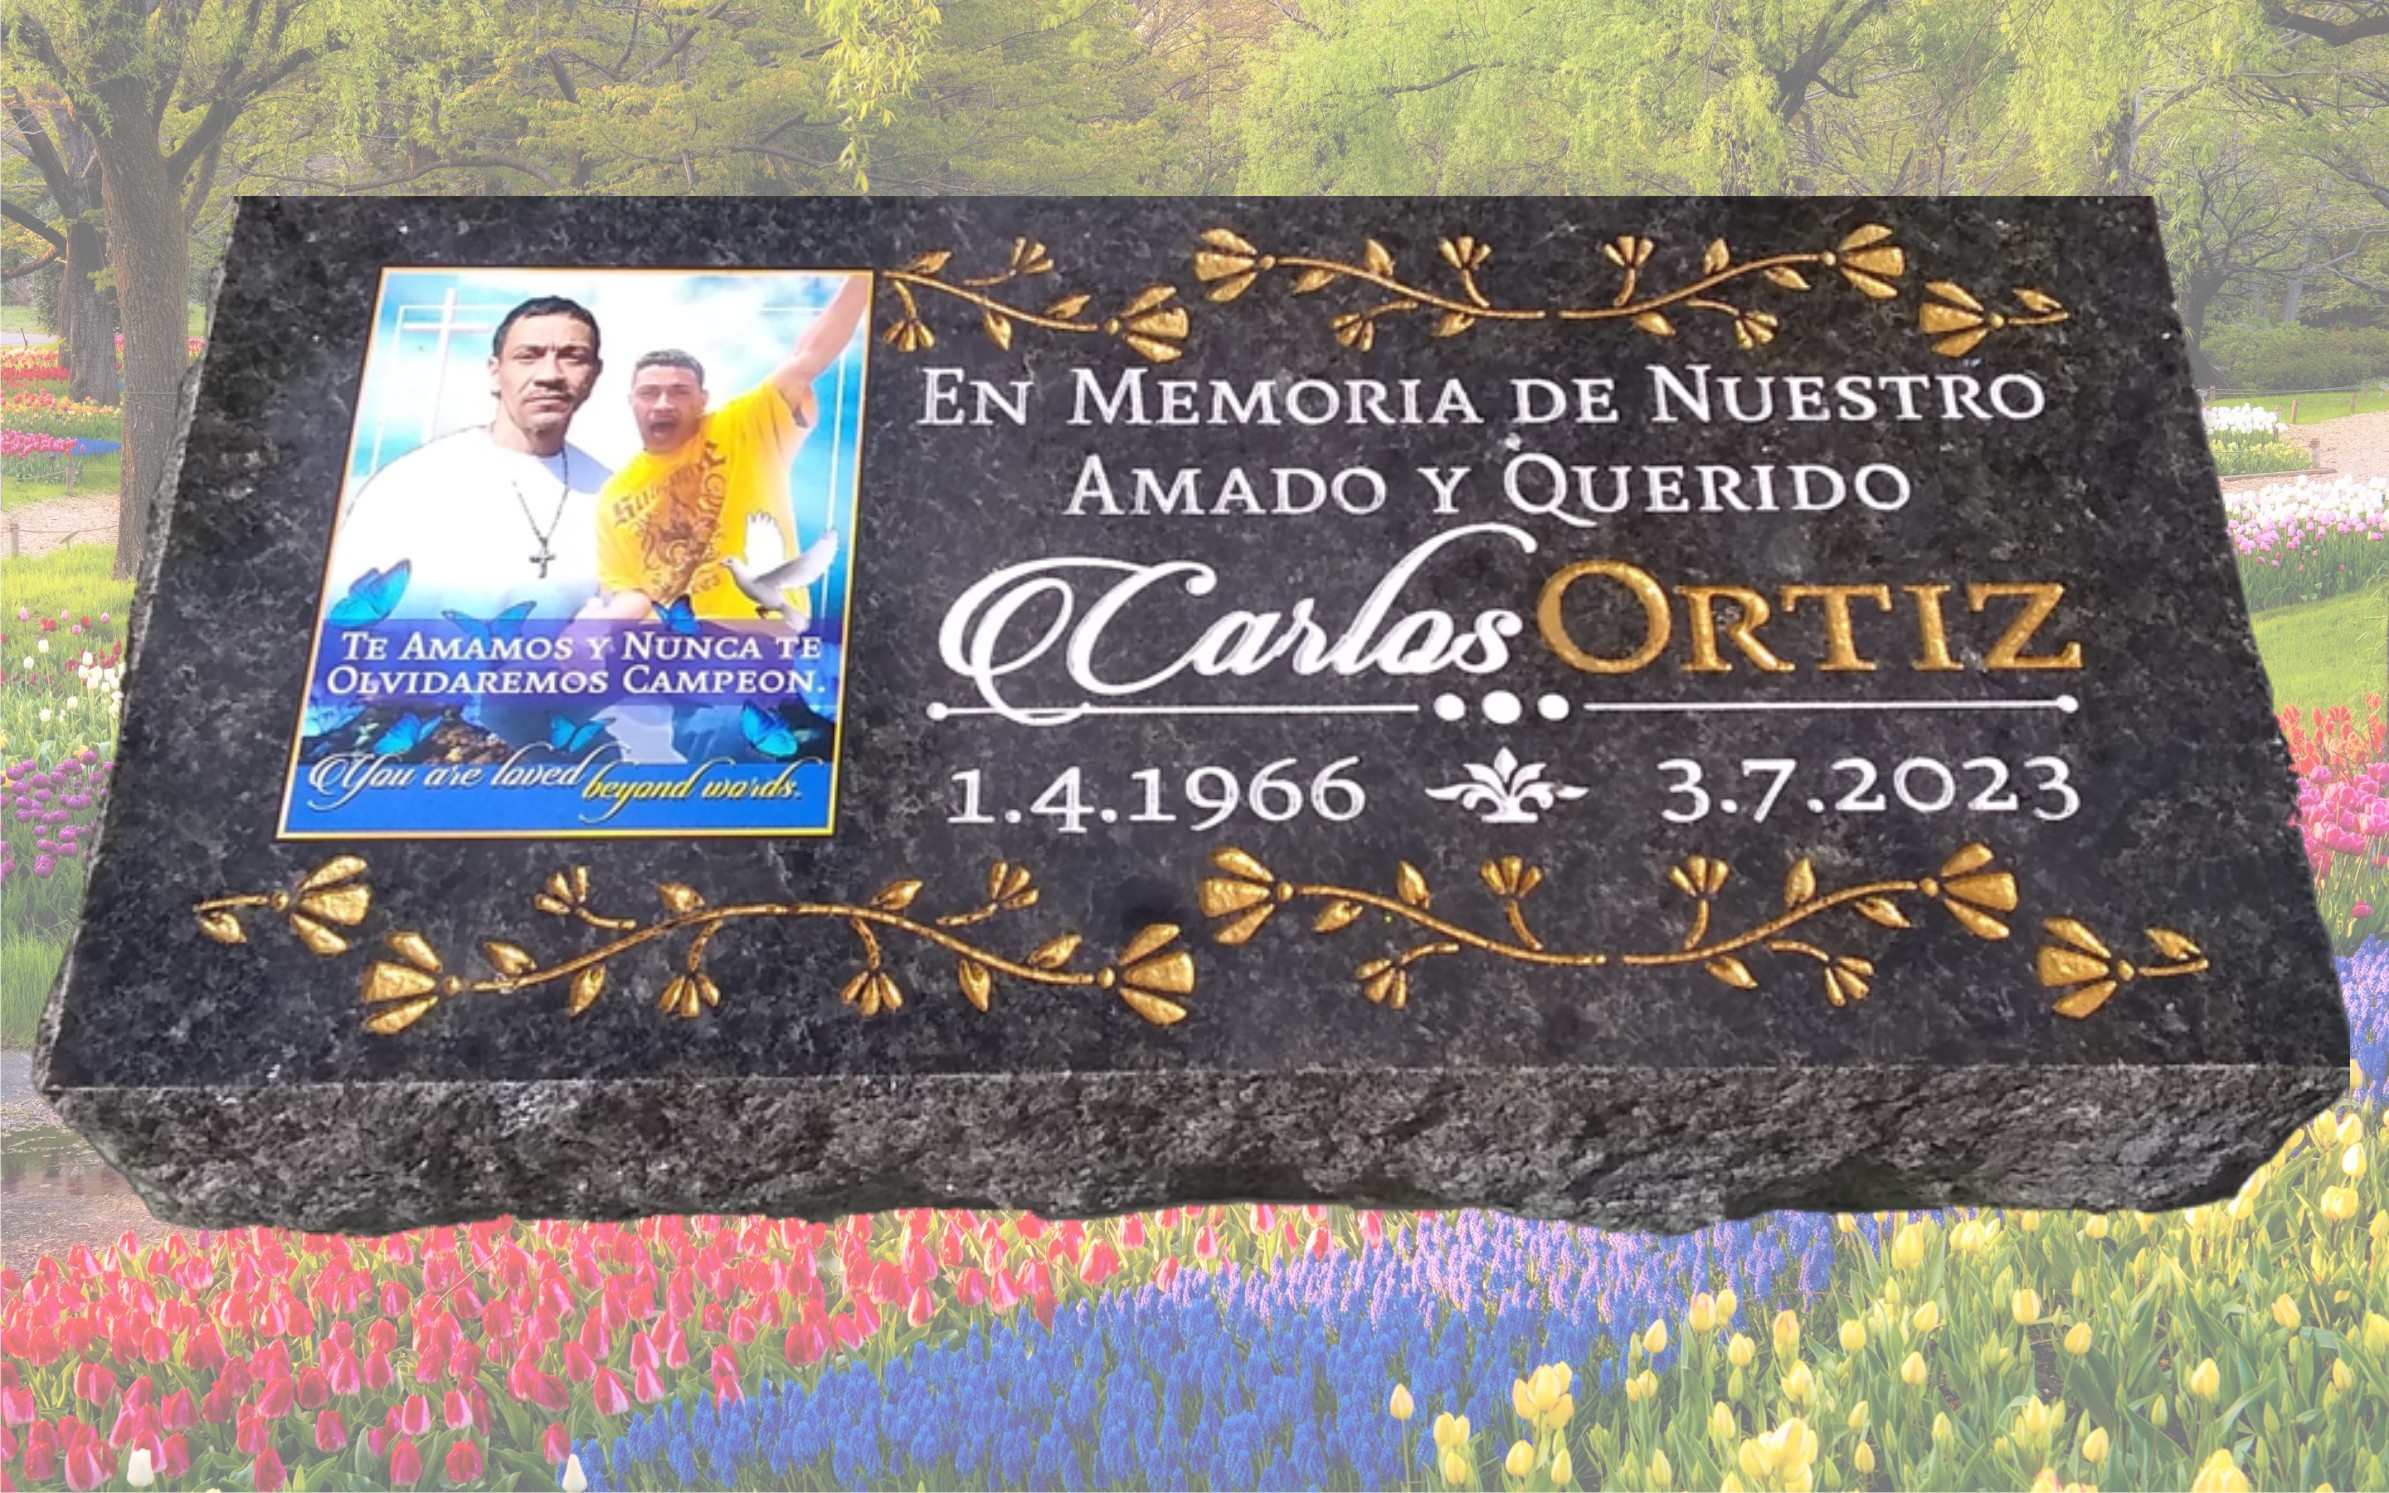 En Memoria de Nuestro
Amado y Querido
Carlos Ortiz
1.4.1966 3.7.2023
Te Amamos y Nunca te
Olvidaremos Campeon.
You are loved beyond words.